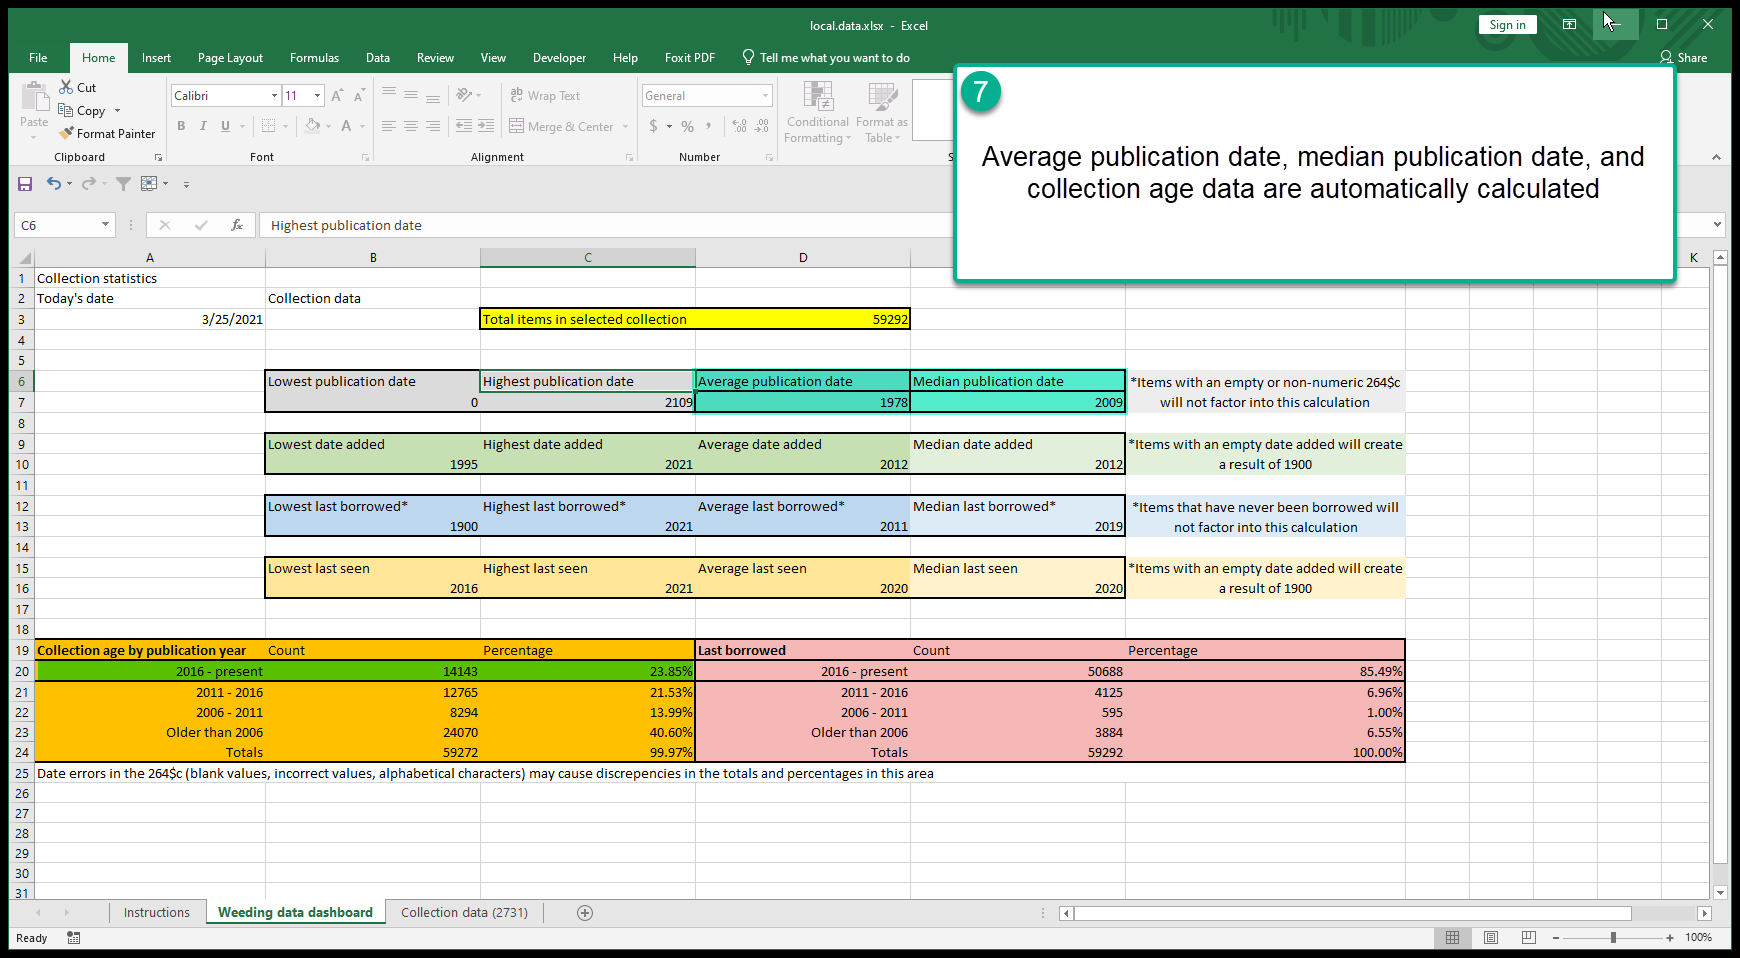 local.data.xlsx - Excel
Sign in
File Home Insert Page Layout Formulas Data Review View Developer Help Foxit PDF Tell me what you want to do Share
Cut
Copy
Format Painter
Paste
Clipboard
Calibri 11
B I U
Font
Wrap Text
Merge & Center
Alignment
General
$ % ,
Number
Conditional Formatting
Format as Table
7
Average publication date, median publication date, and
collection age data are automatically calculated
C6 fx Highest publication date
A B C D K
1 Collection statistics
2 Today's date Collection data
3 3/25/2021 Total items in selected collection 59292
4
5
6 Lowest publication date Highest publication date Average publication date Median publication date *Items with an empty or non-numeric 264$c
7 0 2109 1978 2009 will not factor into this calculation
8
9 Lowest date added Highest date added Average date added Median date added *Items with an empty date added will create
10 1995 2021 2012 2012 a result of 1900
11
12 Lowest last borrowed* Highest last borrowed* Average last borrowed* Median last borrowed* *Items that have never been borrowed will
13 1900 2021 2011 2019 not factor into this calculation
14
15 Lowest last seen Highest last seen Average last seen Median last seen *Items with an empty date added will create
16 2016 2021 2020 2020 a result of 1900
17
18
19 Collection age by publication year Count Percentage Last borrowed Count Percentage
20 2016 - present 14143 23.85% 2016 - present 50688 85.49%
21 2011 - 2016 12765 21.53% 2011 - 2016 4125 6.96%
22 2006 - 2011 8294 13.99% 2006 - 2011 595 1.00%
23 Older than 2006 24070 40.60% Older than 2006 3884 6.55%
24 Totals 59272 99.97% Totals 59292 100.00%
25 Date errors in the 264$c (blank values, incorrect values, alphabetical characters) may cause discrepencies in the totals and percentages in this area
26
27
28
29
30
31
Instructions Weeding data dashboard Collection data (2731)
Ready 100%